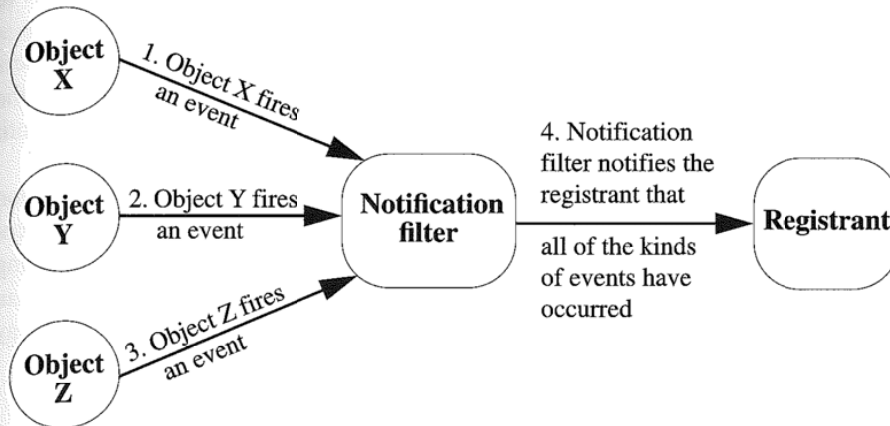 Object
X
1. Object X fires
an event
Object
Y
2. Object Y fires
an event
Object
Z
3. Object Z fires
an event
Notification
filter
4. Notification
filter notifies the
registrant that
all of the kinds
of events have
occurred
Registrant